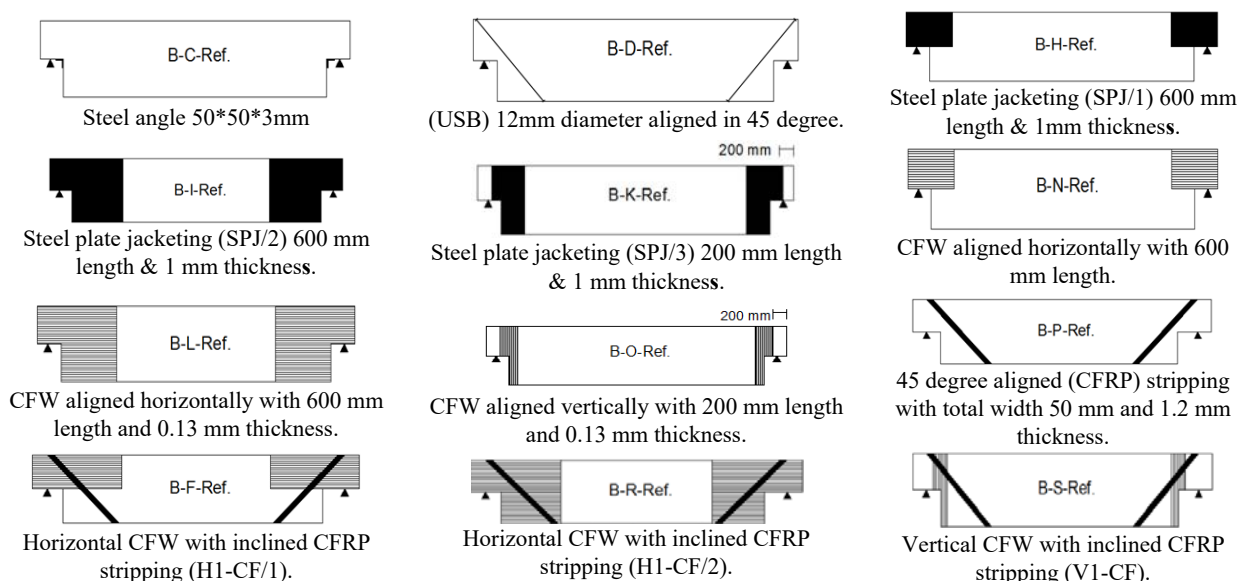 B-C-Ref.
Steel angle 50*50*3mm
B-D-Ref.
(USB) 12mm diameter aligned in 45 degree.
B-H-Ref.
Steel plate jacketing (SPJ/1) 600 mm
length & 1mm thickness.
B-I-Ref.
Steel plate jacketing (SPJ/2) 600 mm
length & 1 mm thickness.
200 mm
B-K-Ref.
Steel plate jacketing (SPJ/3) 200 mm length
& 1 mm thickness.
B-N-Ref.
CFW aligned horizontally with 600
mm length.
B-L-Ref.
CFW aligned horizontally with 600 mm
length and 0.13 mm thickness.
200 mm
B-O-Ref.
CFW aligned vertically with 200 mm length
and 0.13 mm thickness.
B-P-Ref.
45 degree aligned (CFRP) stripping
with total width 50 mm and 1.2 mm
thickness.
B-F-Ref.
Horizontal CFW with inclined CFRP
stripping (H1-CF/1).
B-R-Ref.
Horizontal CFW with inclined CFRP
stripping (H1-CF/2).
B-S-Ref.
Vertical CFW with inclined CFRP
stripping (V1-CF).